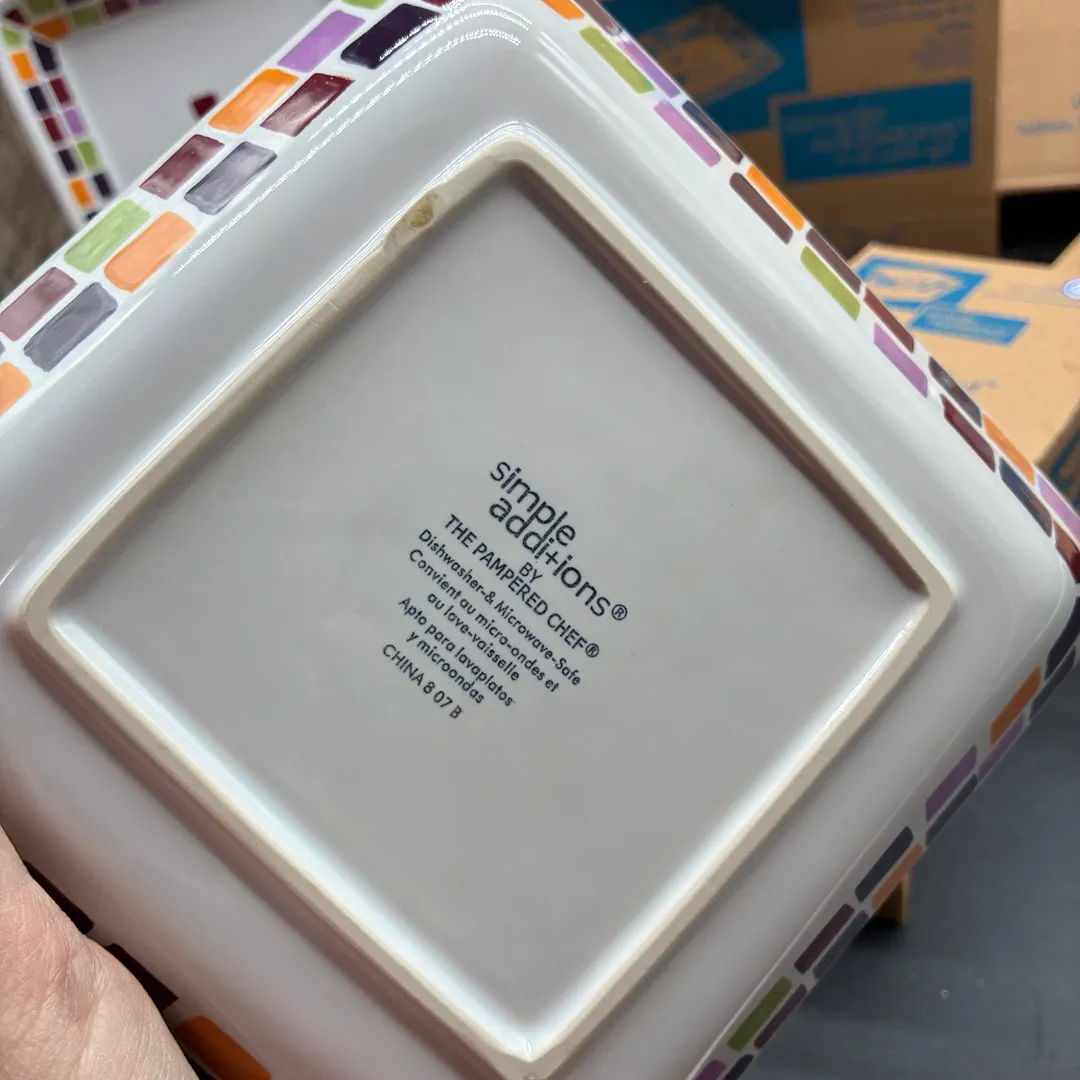 simple
additions®
BY
THE PAMPERED CHEF®
Dishwasher-& Microwave-Safe
Convient au micro-ondes et
au lave-vaisselle
Apto para lavaplatos
y microondas
CHINA 8 07 B